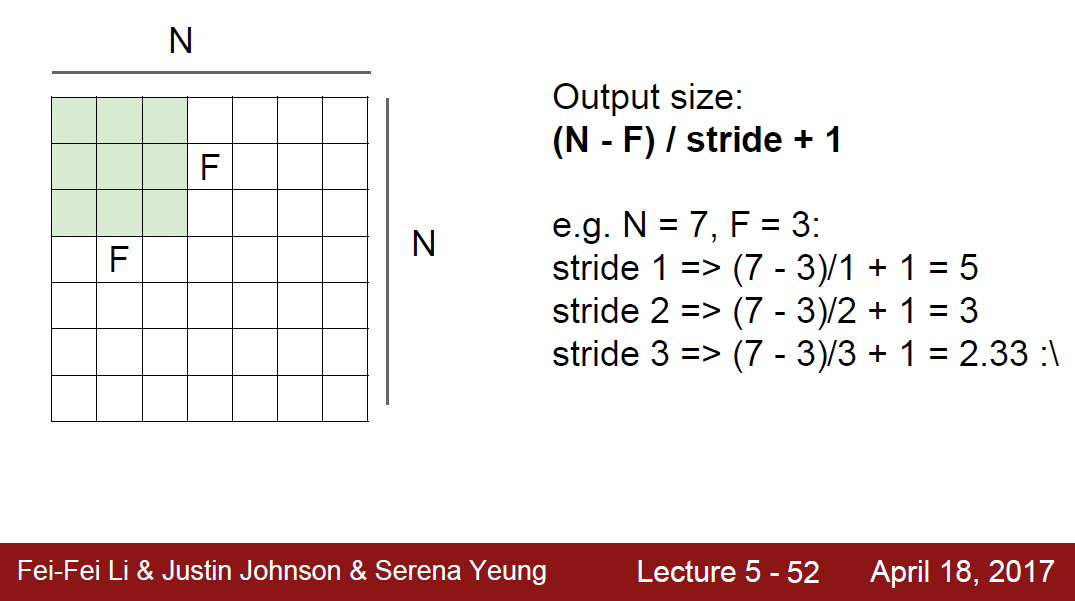 N
F
F
N
Output size:
(N - F) / stride + 1
e.g. N = 7, F = 3:
stride 1 => (7 - 3)/1 + 1 = 5
stride 2 => (7 - 3)/2 + 1 = 3
stride 3 => (7 - 3)/3 + 1 = 2.33 :\
Fei-Fei Li & Justin Johnson & Serena Yeung
Lecture 5 - 52
April 18, 2017